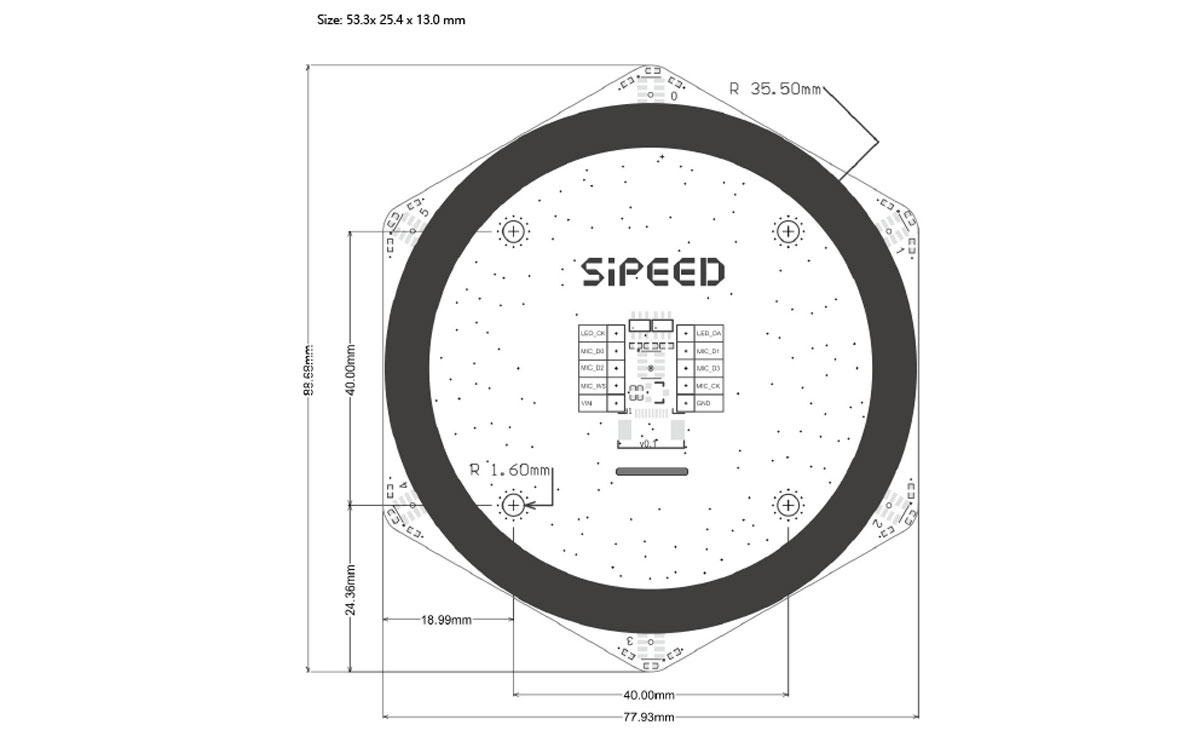 Size: 53.3x 25.4 x 13.0 mm
R 35.50mm
0
5
1
SiPEED
LED_CK LED_DA
MIC_D0 MIC_D1
MIC_D2 MIC_D3
MIC_WS MIC_CK
VIN GND
v0.1
88.68mm
40.00mm
R 1.60mm
4
2
24.36mm
18.99mm
3
40.00mm
77.93mm